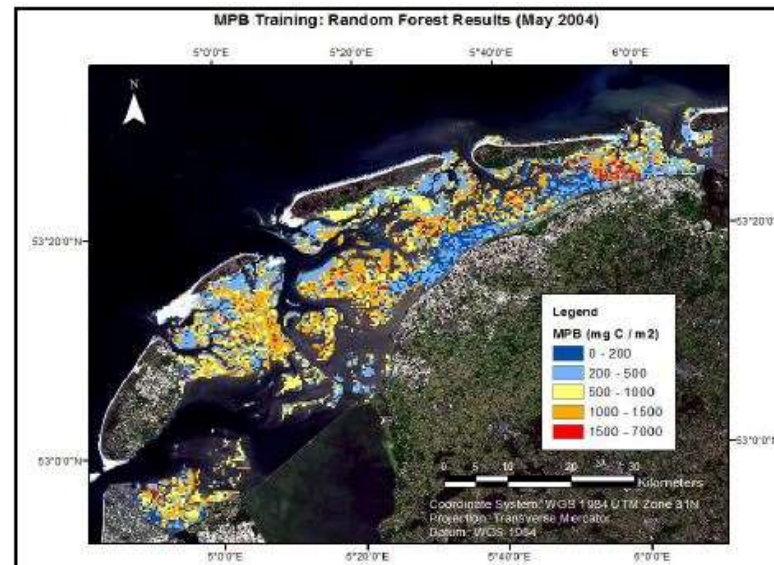 MPB Training: Random Forest Results (May 2004)
5°0'0"E 5°20'0"E 5°40'0"E 6°0'0"E
N
53°20'0"N 53°20'0"N
Legend
MPB (mg C / m2)
0 - 200
200 - 500
500 - 1000
1000 - 1500
1500 - 7000
53°0'0"N 53°0'0"N
0 5 10 20 30
Kilometers
Coordinate System: WGS 1984 UTM Zone 31N
Projection: Transverse Mercator
Datum: WGS 1984
5°0'0"E 5°20'0"E 5°40'0"E 6°0'0"E